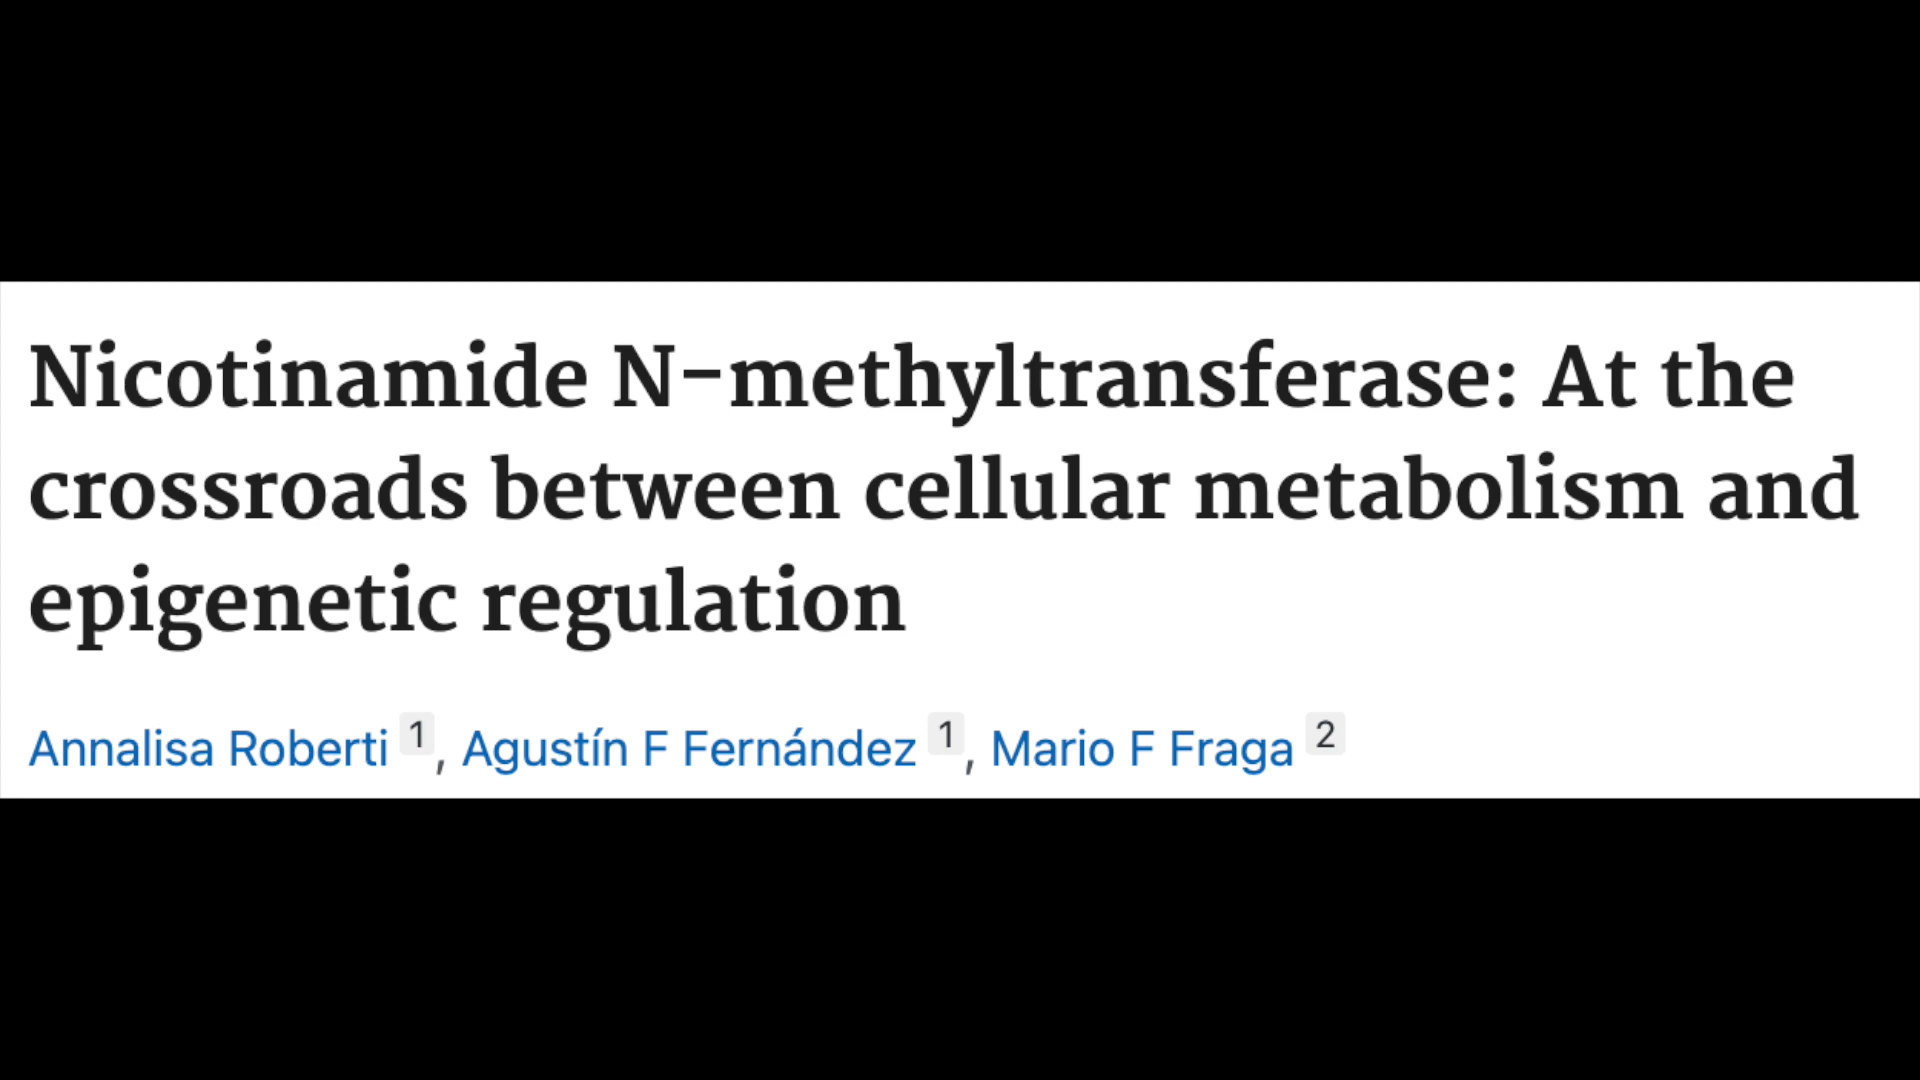 Nicotinamide N-methyltransferase: At the
crossroads between cellular metabolism and
epigenetic regulation
Annalisa Roberti 1, Agustín F Fernández 1, Mario F Fraga 2